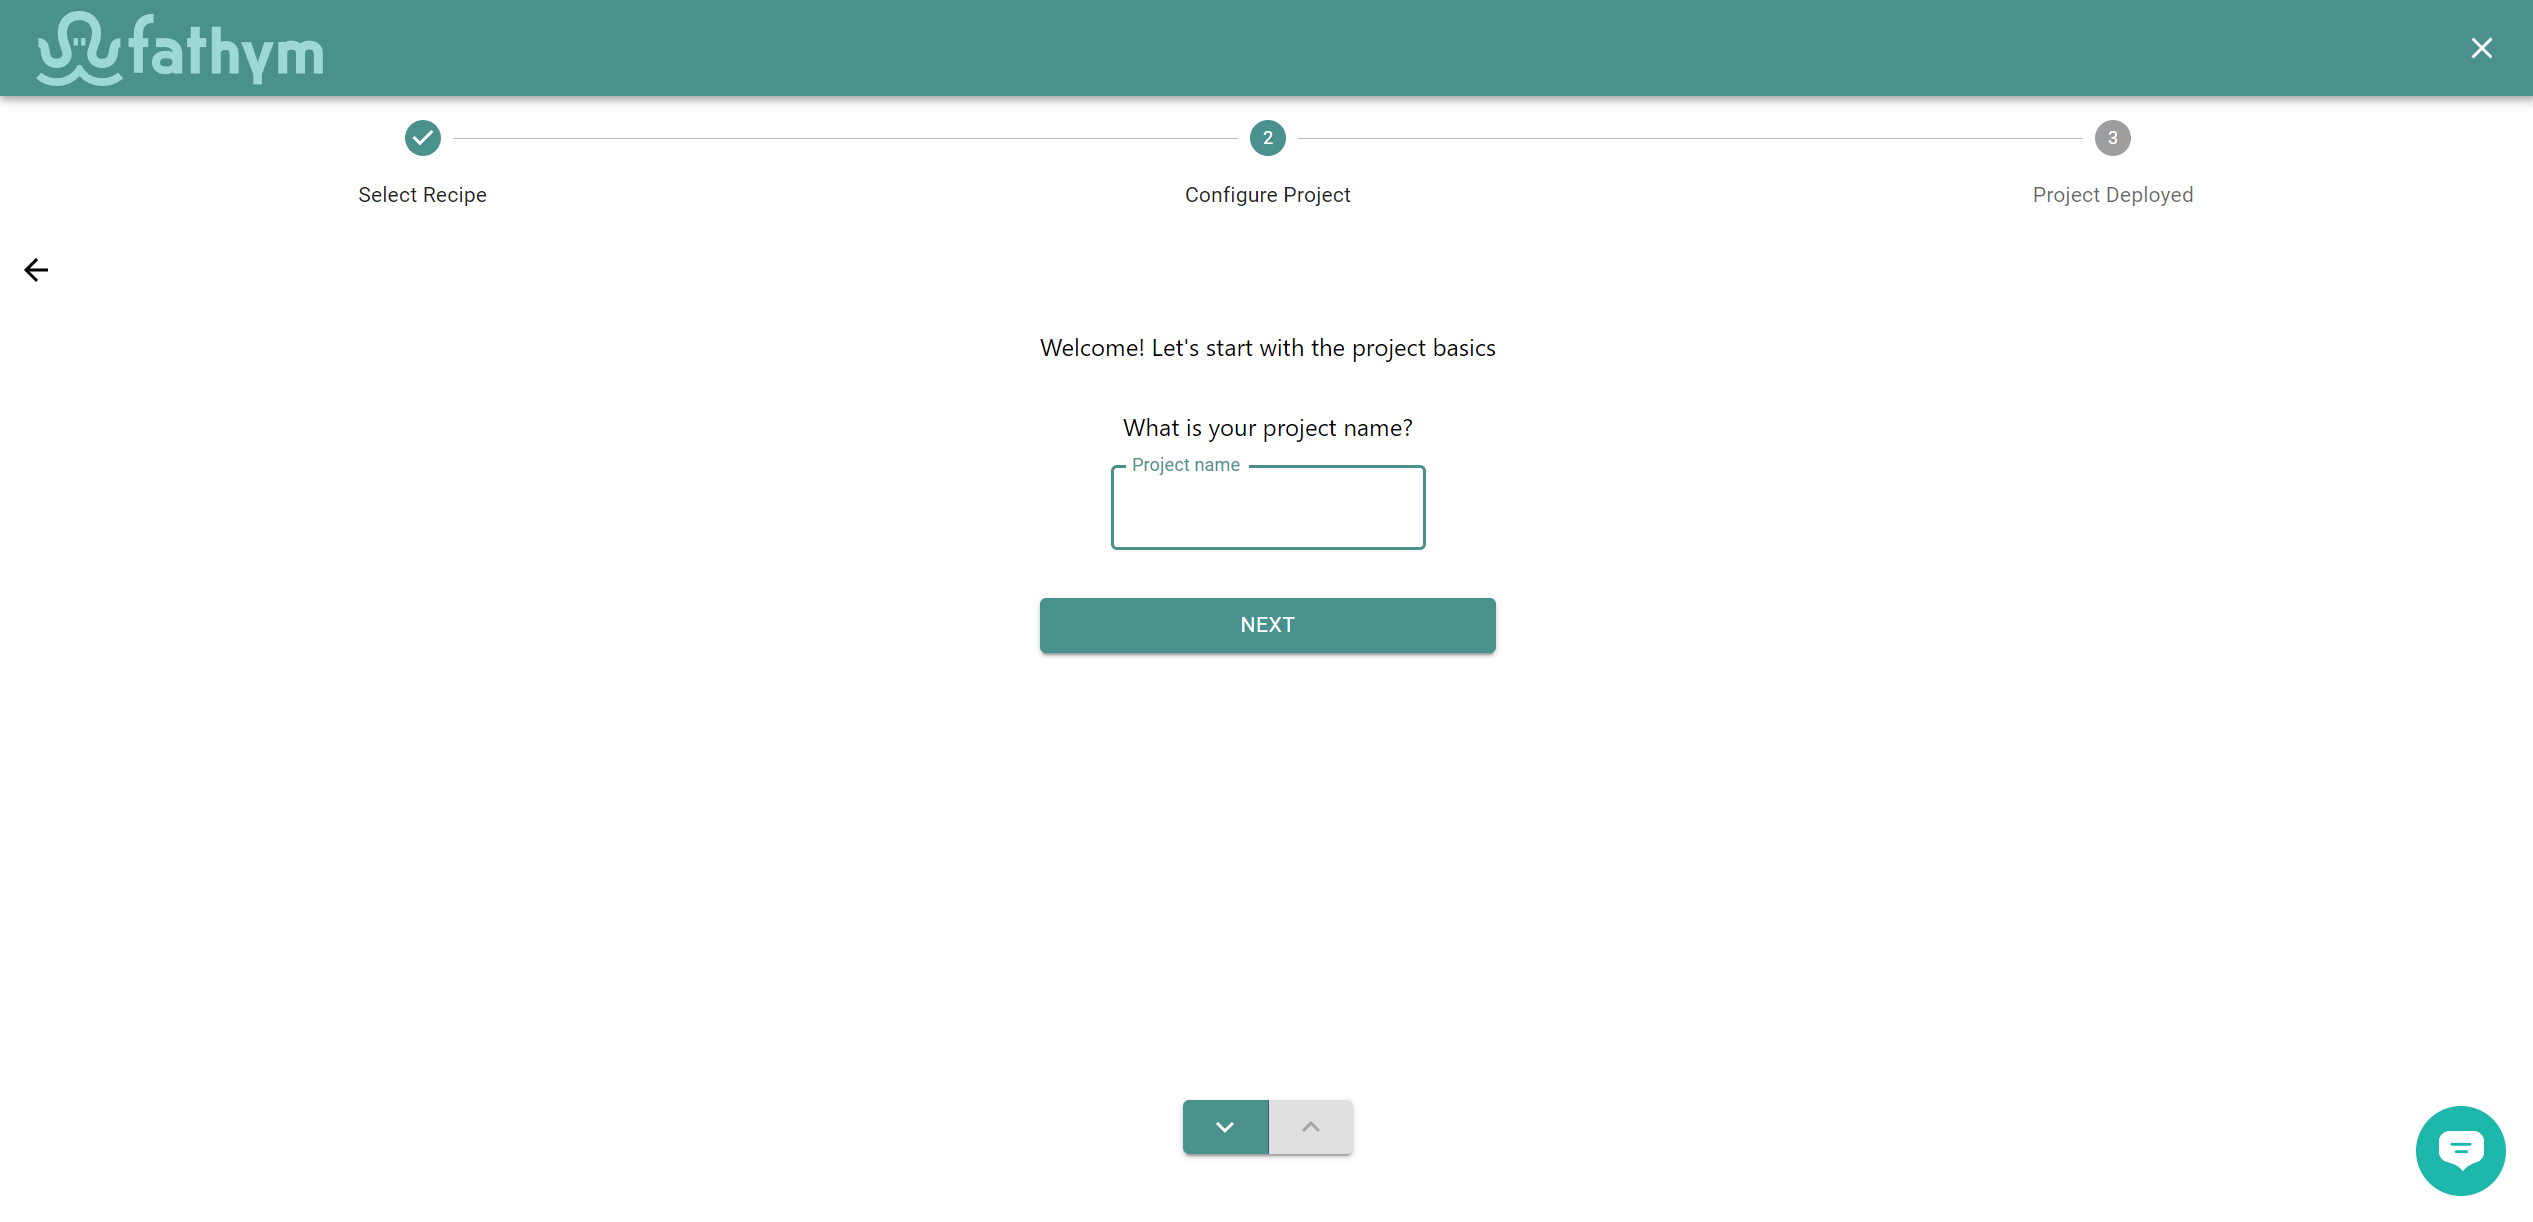 fathym
2
3
Select Recipe
Configure Project
Project Deployed
Welcome! Let's start with the project basics
What is your project name?
Project name
NEXT